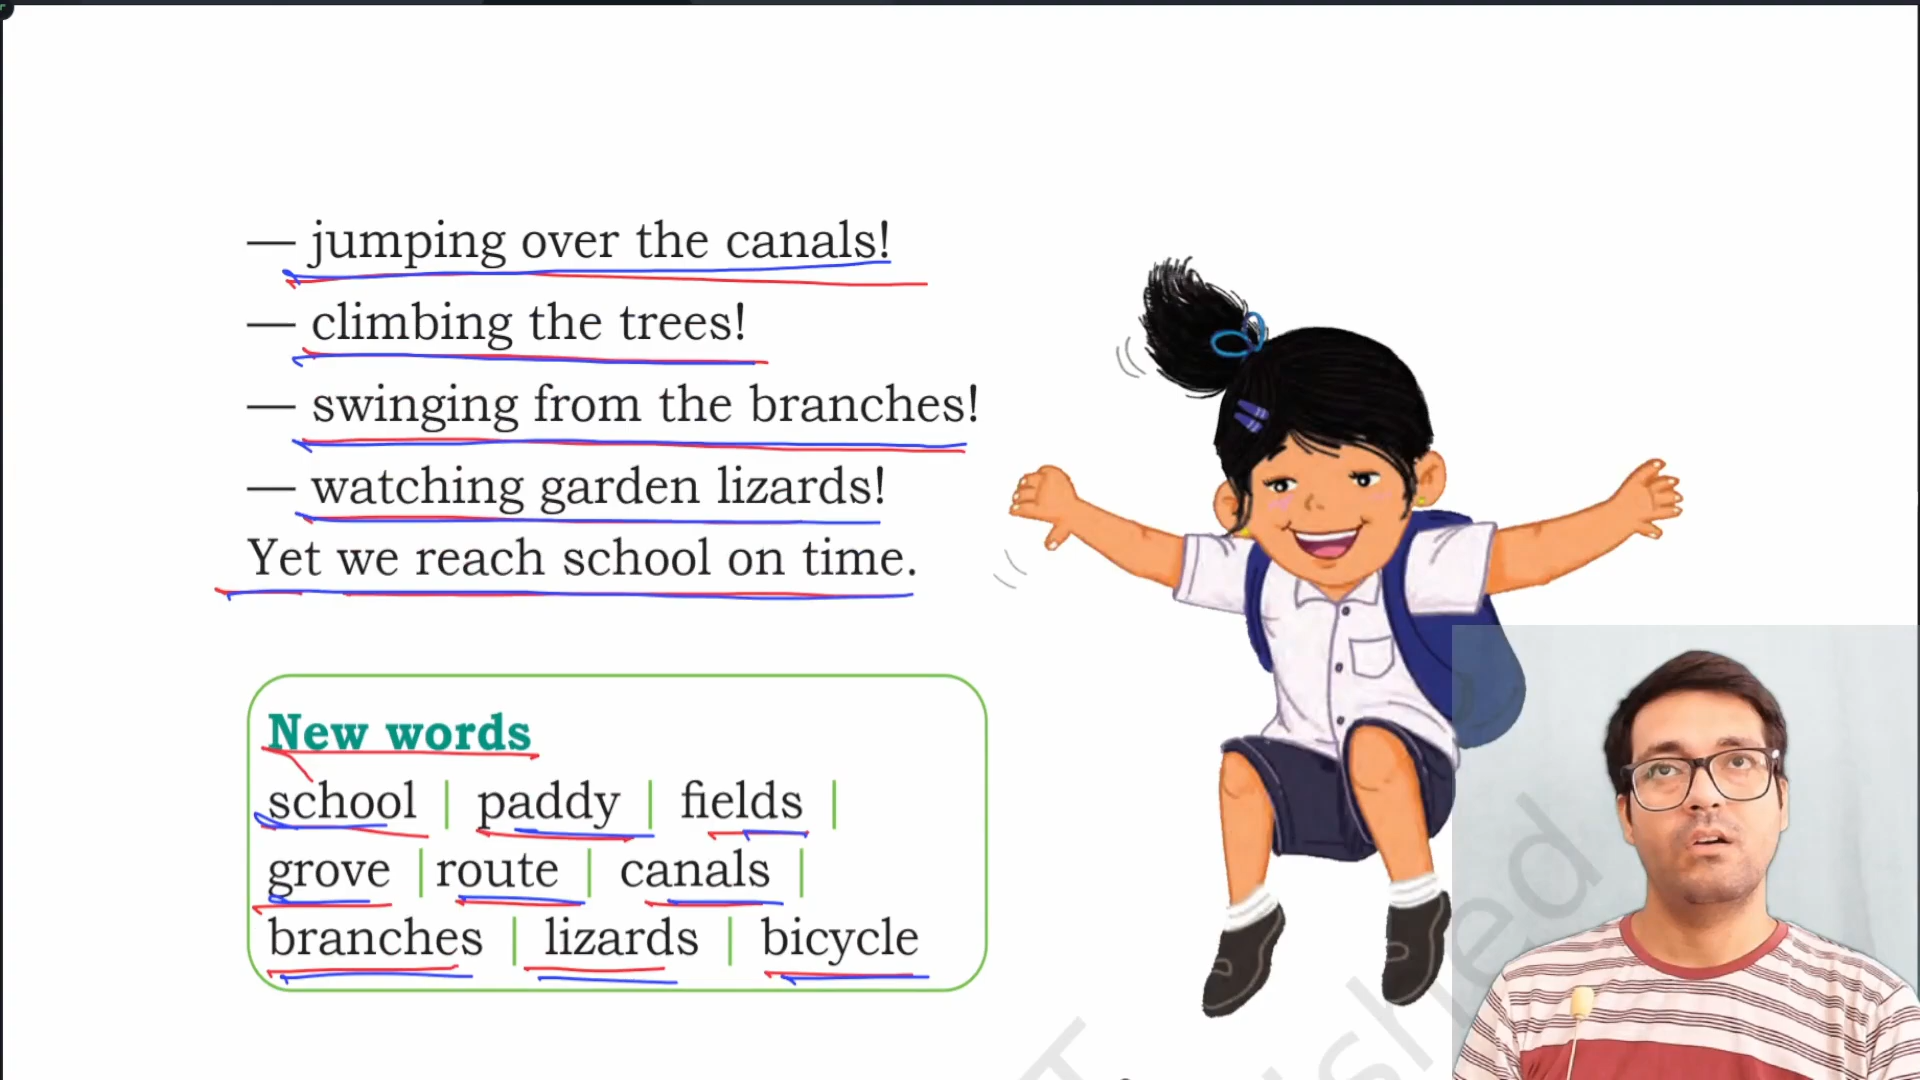 — jumping over the canals!
— climbing the trees!
— swinging from the branches!
— watching garden lizards!
Yet we reach school on time.
New words
school | paddy | fields |
grove | route | canals |
branches | lizards | bicycle